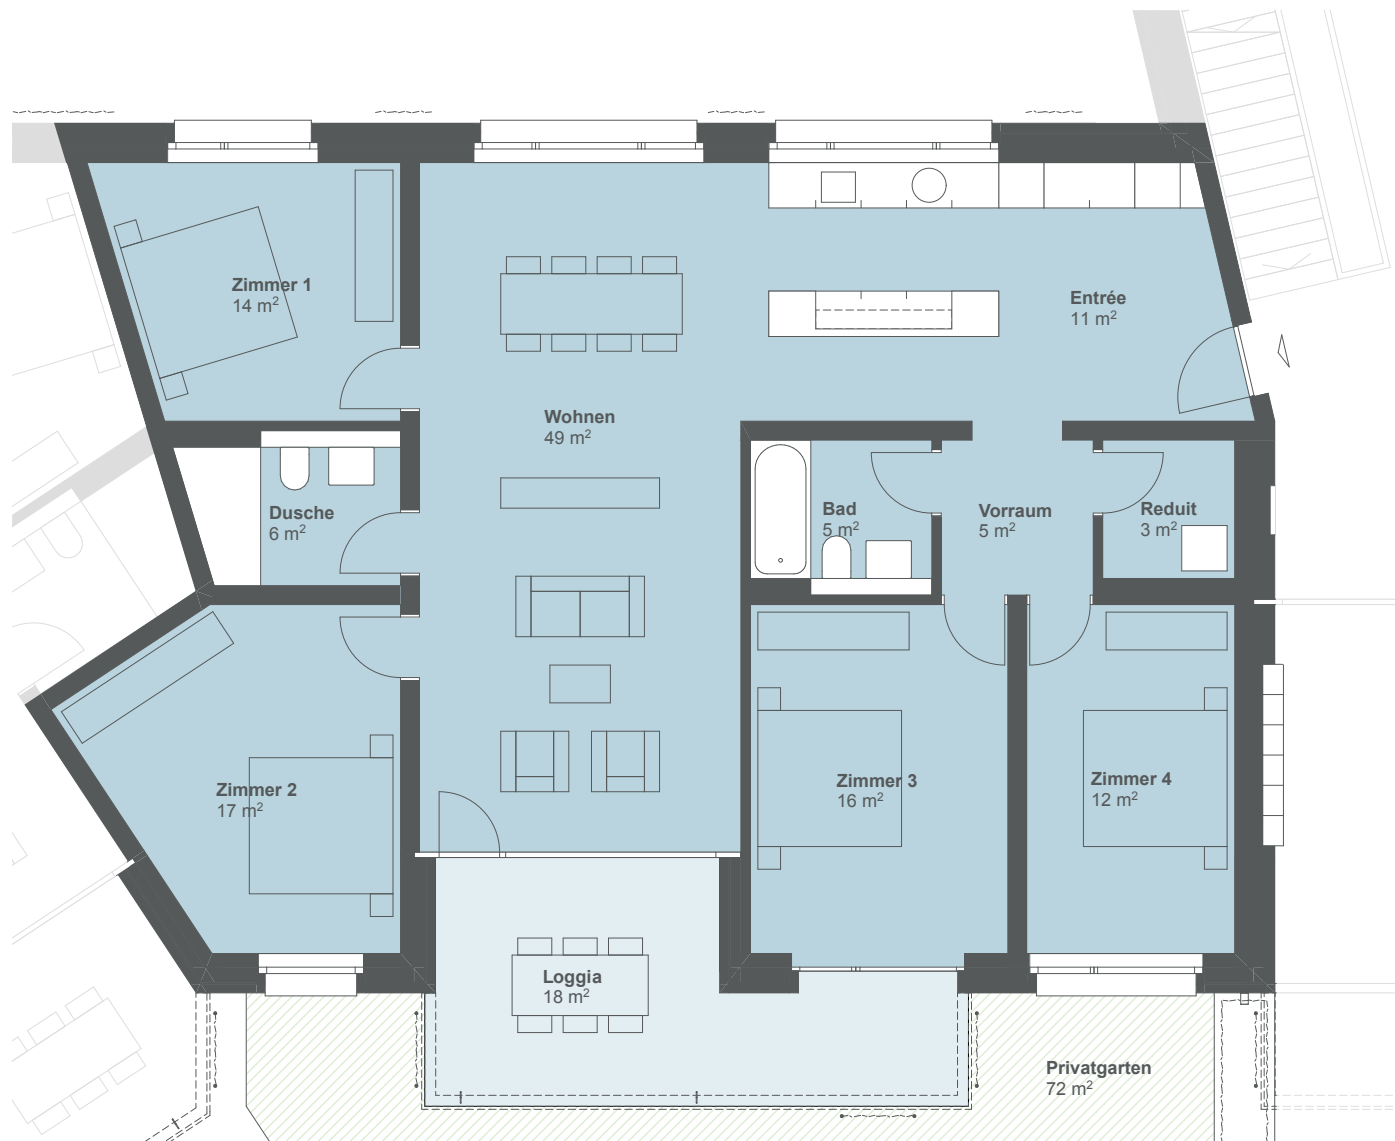 Zimmer 1
14 m²
Entrée
11 m²
Wohnen
49 m²
Dusche
6 m²
Bad
5 m²
Vorraum
5 m²
Reduit
3 m²
Zimmer 2
17 m²
Zimmer 3
16 m²
Zimmer 4
12 m²
Loggia
18 m²
Privatgarten
72 m²